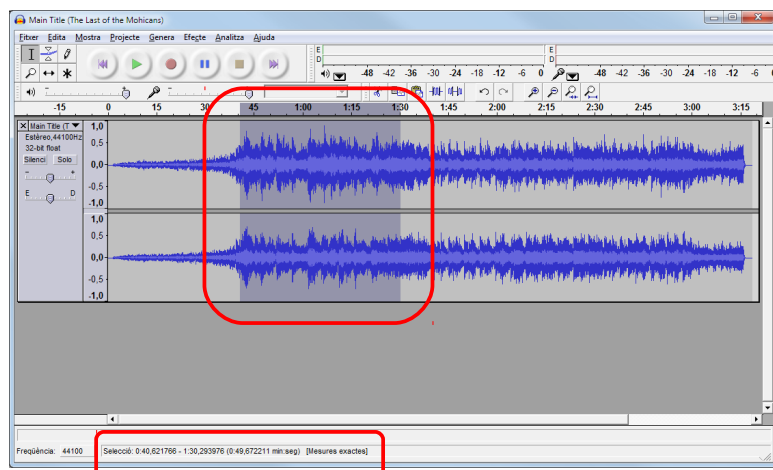 Main Title (The Last of the Mohicans)
Fitxer Edita Mostra Projecte Genera Efecte Analitza Ajuda
E
D
-48 -42 -36 -30 -24 -18 -12 -6 0
E
D
-48 -42 -36 -30 -24 -18 -12 -6 0
-15 0 15 30 45 1:00 1:15 1:30 1:45 2:00 2:15 2:30 2:45 3:00 3:15
Main Title (T
Estèreo,44100Hz
32-bit float
Silenci Solo
- +
E D
1,0
0,5
0,0
-0,5
-1,0
1,0
0,5
0,0
-0,5
-1,0
Freqüència: 44100 Selecció: 0:40,621766 - 1:30,293976 (0:49,672211 min:seg) [Mesures exactes]